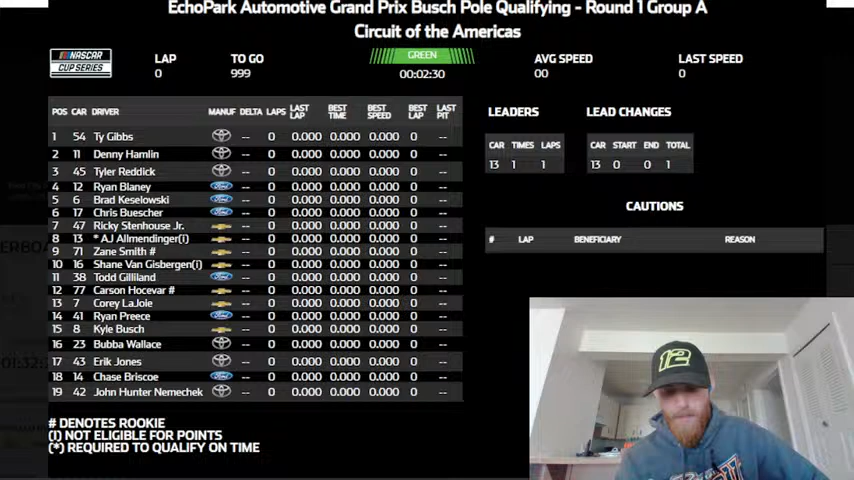 EchoPark Automotive Grand Prix Busch Pole Qualifying - Round 1 Group A
Circuit of the Americas
NASCAR
CUP SERIES
LAP TO GO GREEN AVG SPEED LAST SPEED
0 999 00:02:30 00 0
POS CAR DRIVER MANUF DELTA LAPS LAST LAP BEST TIME BEST SPEED BEST LAP LAST PIT
1 54 Ty Gibbs -- 0 0.000 0.000 0.000 0 --
2 11 Denny Hamlin -- 0 0.000 0.000 0.000 0 --
3 45 Tyler Reddick -- 0 0.000 0.000 0.000 0 --
4 12 Ryan Blaney Ford -- 0 0.000 0.000 0.000 0 --
5 6 Brad Keselowski Ford -- 0 0.000 0.000 0.000 0 --
6 17 Chris Buescher Ford -- 0 0.000 0.000 0.000 0 --
7 47 Ricky Stenhouse Jr. -- 0 0.000 0.000 0.000 0 --
8 13 * AJ Allmendinger(i) -- 0 0.000 0.000 0.000 0 --
9 71 Zane Smith # -- 0 0.000 0.000 0.000 0 --
10 16 Shane Van Gisbergen(i) -- 0 0.000 0.000 0.000 0 --
11 38 Todd Gilliland Ford -- 0 0.000 0.000 0.000 0 --
12 77 Carson Hocevar # -- 0 0.000 0.000 0.000 0 --
13 7 Corey LaJoie -- 0 0.000 0.000 0.000 0 --
14 41 Ryan Preece Ford -- 0 0.000 0.000 0.000 0 --
15 8 Kyle Busch -- 0 0.000 0.000 0.000 0 --
16 23 Bubba Wallace -- 0 0.000 0.000 0.000 0 --
17 43 Erik Jones -- 0 0.000 0.000 0.000 0 --
18 14 Chase Briscoe Ford -- 0 0.000 0.000 0.000 0 --
19 42 John Hunter Nemechek -- 0 0.000 0.000 0.000 0 --
# DENOTES ROOKIE
(i) NOT ELIGIBLE FOR POINTS
(*) REQUIRED TO QUALIFY ON TIME
LEADERS
CAR TIMES LAPS
13 1 1
LEAD CHANGES
CAR START END TOTAL
13 0 0 1
CAUTIONS
# LAP BENEFICIARY REASON
12